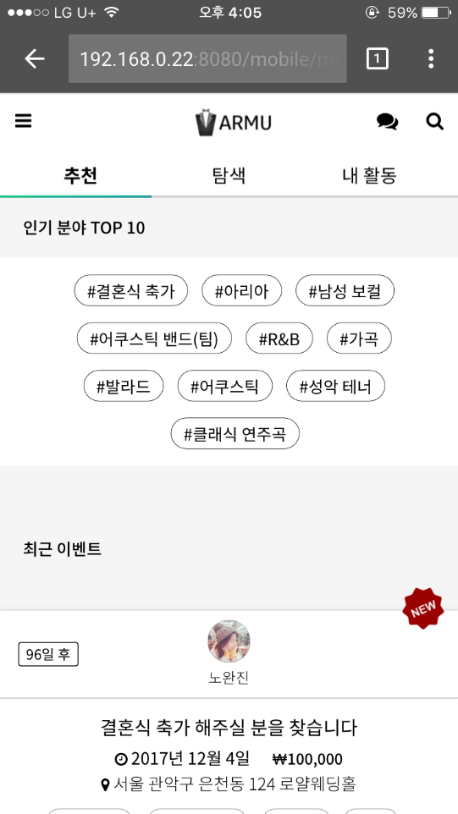 LG U+ 오후 4:05 59%
192.168.0.22:8080/mobile/m 1
ARMU
추천 탐색 내 활동
인기 분야 TOP 10
#결혼식 축가 #아리아 #남성 보컬
#어쿠스틱 밴드(팀) #R&B #가곡
#발라드 #어쿠스틱 #성악 테너
#클래식 연주곡
최근 이벤트
NEW
96일 후
노완진
결혼식 축가 해주실 분을 찾습니다
2017년 12월 4일 ₩100,000
서울 관악구 은천동 124 로얄웨딩홀